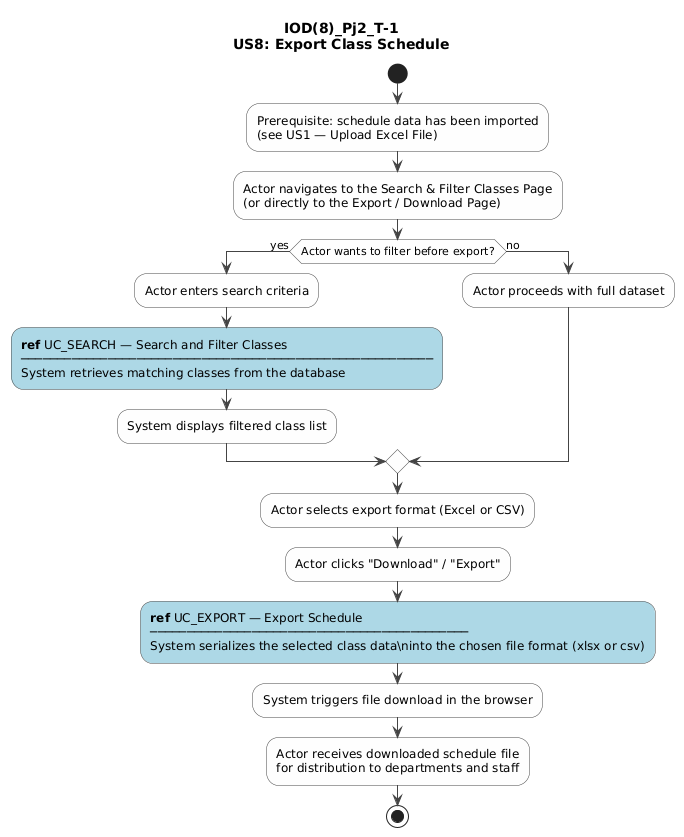 IOD(8)_Pj2_T-1
US8: Export Class Schedule
Prerequisite: schedule data has been imported
(see US1 — Upload Excel File)
Actor navigates to the Search & Filter Classes Page
(or directly to the Export / Download Page)
yes
Actor wants to filter before export?
no
Actor enters search criteria
Actor proceeds with full dataset
ref UC_SEARCH — Search and Filter Classes
System retrieves matching classes from the database
System displays filtered class list
Actor selects export format (Excel or CSV)
Actor clicks "Download" / "Export"
ref UC_EXPORT — Export Schedule
System serializes the selected class data\ninto the chosen file format (xlsx or csv)
System triggers file download in the browser
Actor receives downloaded schedule file
for distribution to departments and staff